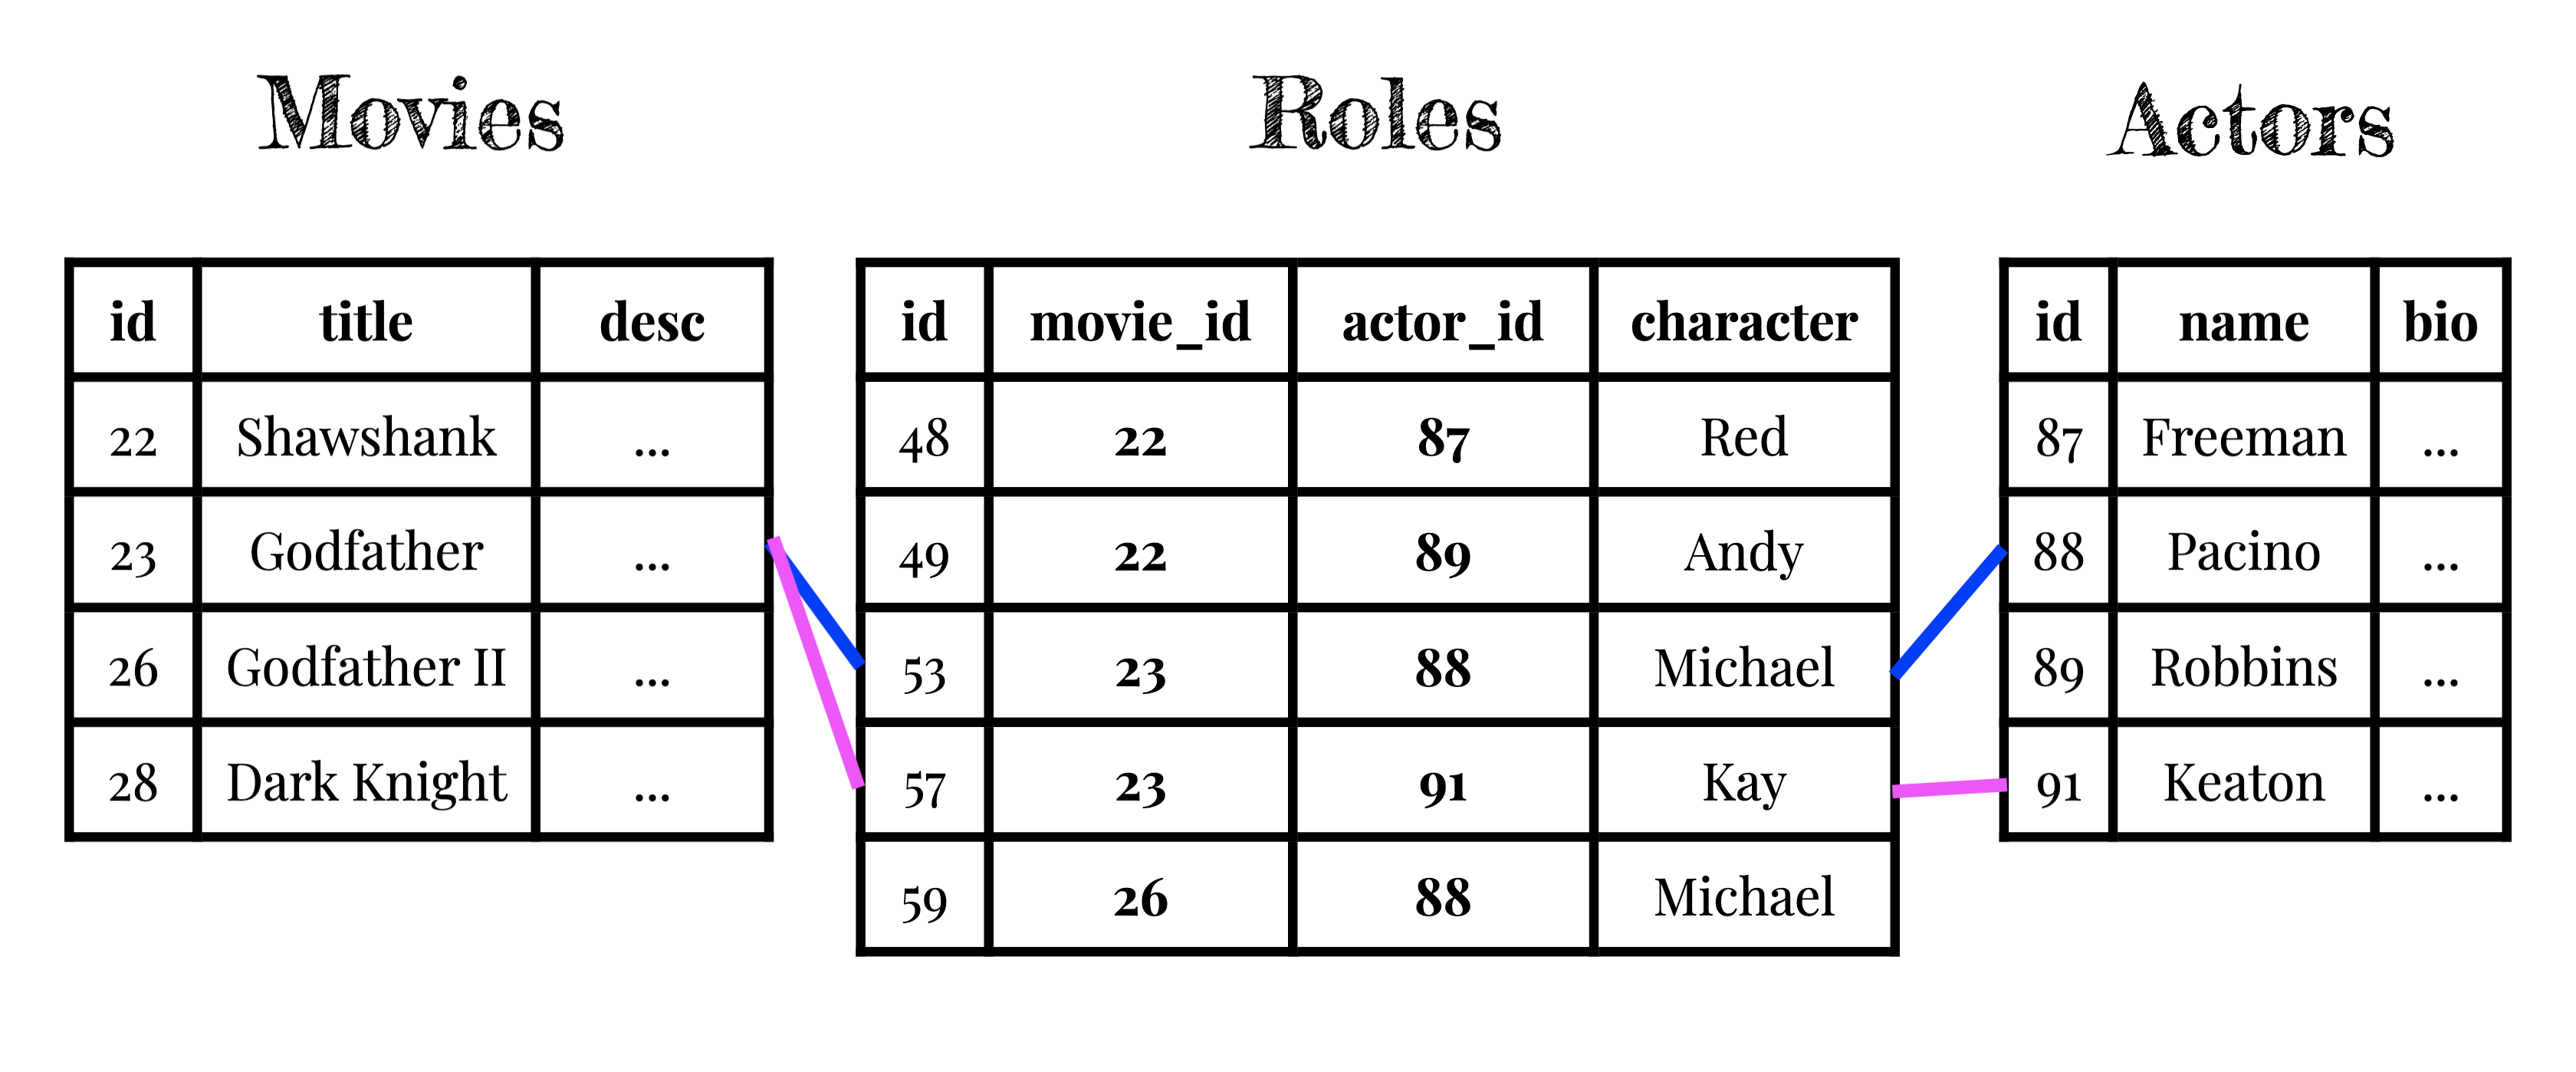 Movies
id title desc
22 Shawshank ...
23 Godfather ...
26 Godfather II ...
28 Dark Knight ...
Roles
id movie_id actor_id character
48 22 87 Red
49 22 89 Andy
53 23 88 Michael
57 23 91 Kay
59 26 88 Michael
Actors
id name bio
87 Freeman ...
88 Pacino ...
89 Robbins ...
91 Keaton ...